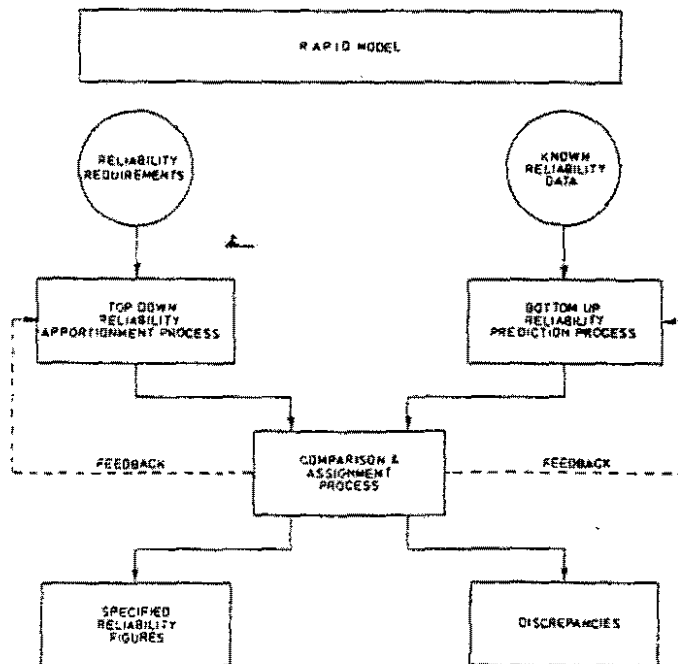 RAPID MODEL
RELIABILITY
REQUIREMENTS
KNOWN
RELIABILITY
DATA
TOP DOWN
RELIABILITY
APPORTIONMENT PROCESS
BOTTOM UP
RELIABILITY
PREDICTION PROCESS
FEEDBACK
COMPARISON &
ASSIGNMENT
PROCESS
FEEDBACK
SPECIFIED
RELIABILITY
FIGURES
DISCREPANCIES